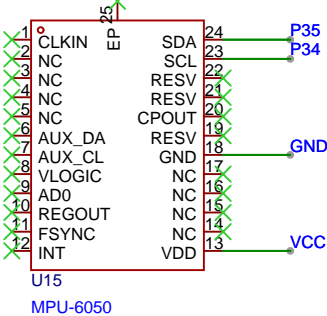 EP 25
1 CLKIN SDA 24 P35
2 NC SCL 23 P34
3 NC RESV 22
4 NC RESV 21
5 NC CPOUT 20
6 AUX_DA RESV 19
7 AUX_CL GND 18 GND
8 VLOGIC NC 17
9 AD0 NC 16
10 REGOUT NC 15
11 FSYNC NC 14
12 INT VDD 13 VCC
U15
MPU-6050